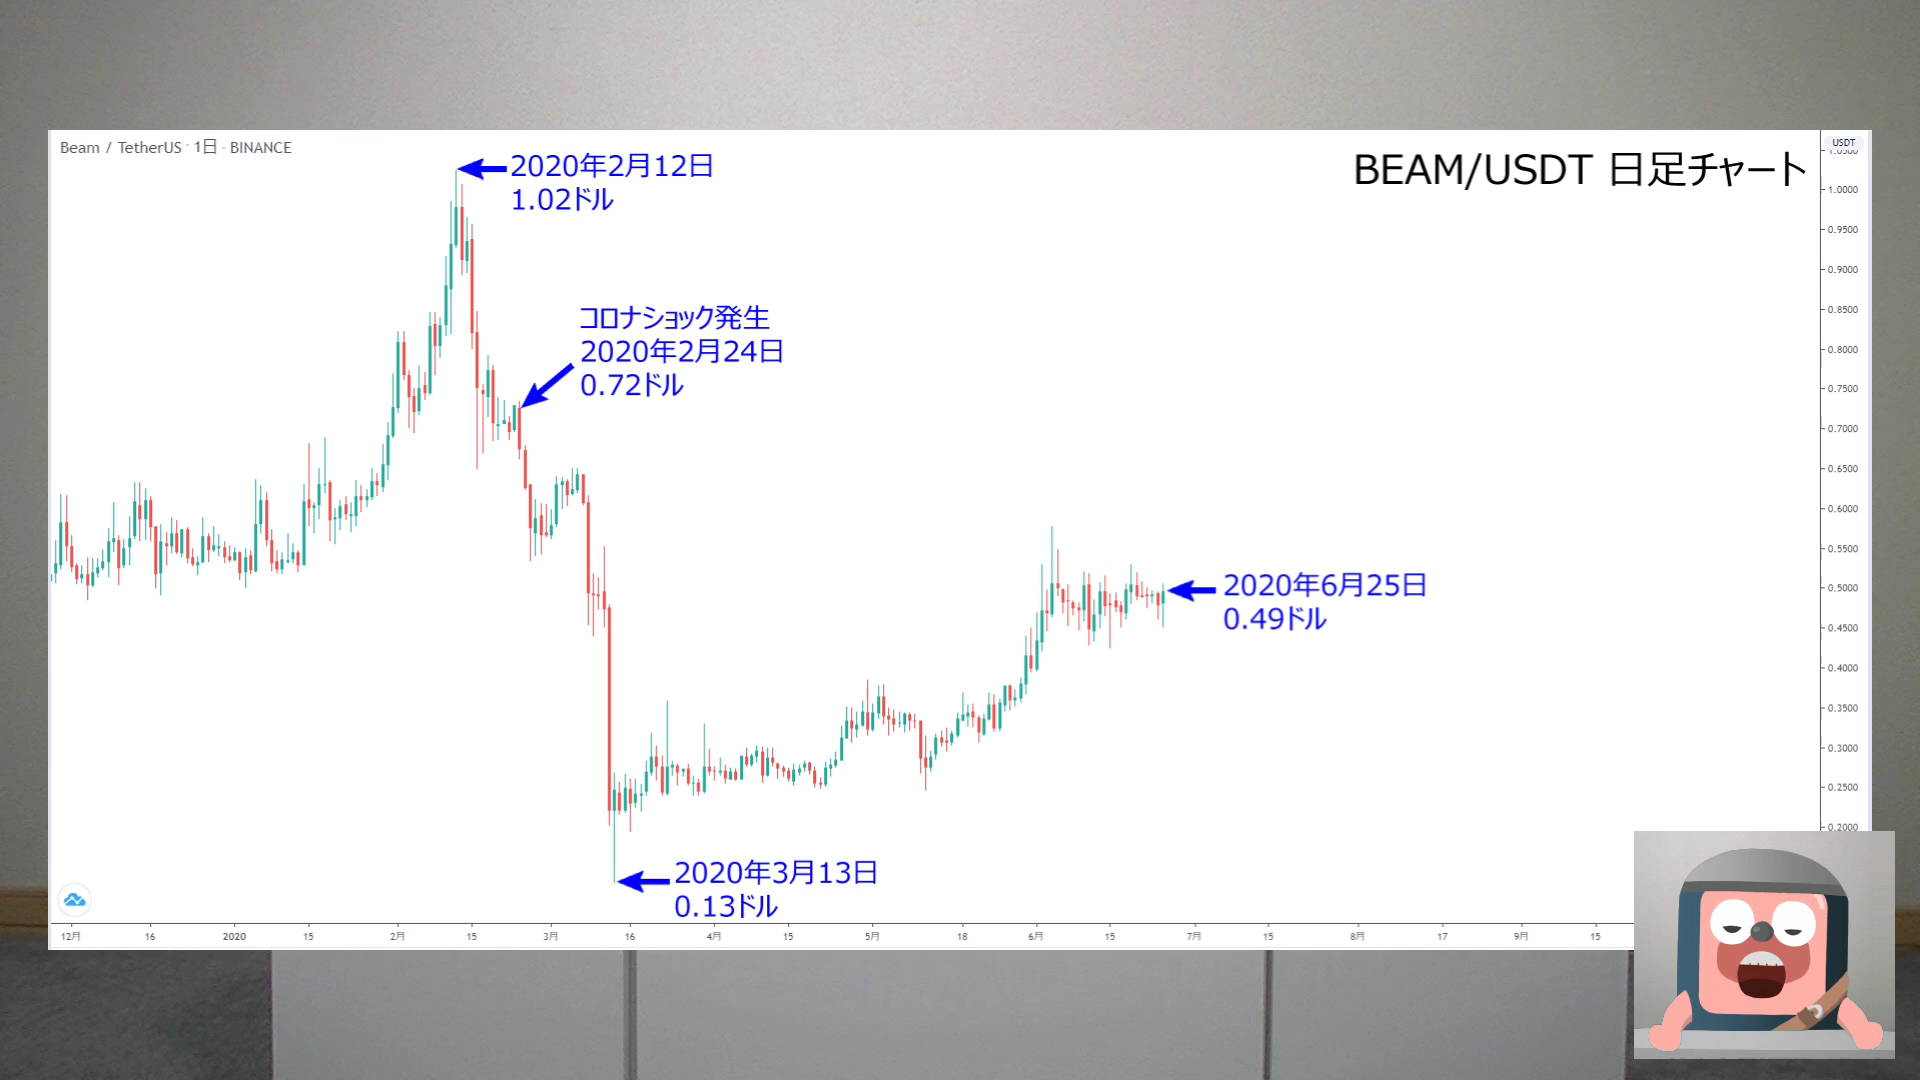 Beam / TetherUS · 1日 · BINANCE
BEAM/USDT 日足チャート
USDT
2020年2月12日
1.02ドル
コロナショック発生
2020年2月24日
0.72ドル
2020年6月25日
0.49ドル
2020年3月13日
0.13ドル
1.0500
1.0000
0.9500
0.9000
0.8500
0.8000
0.7500
0.7000
0.6500
0.6000
0.5500
0.5000
0.4500
0.4000
0.3500
0.3000
0.2500
0.2000
12月 16 2020 15 2月 15 3月 16 4月 15 5月 18 6月 15 7月 15 8月 17 9月 15